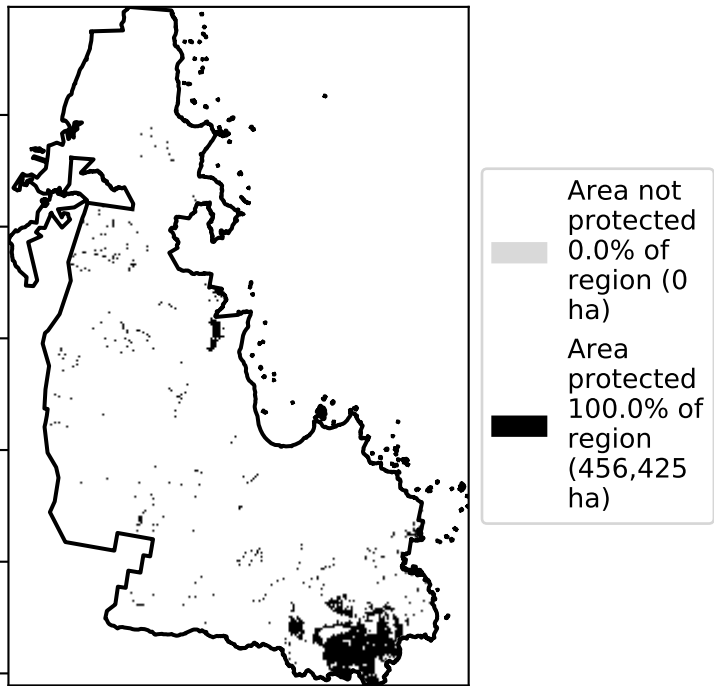 Area not
protected
0.0% of
region (0
ha)
Area
protected
100.0% of
region
(456,425
ha)